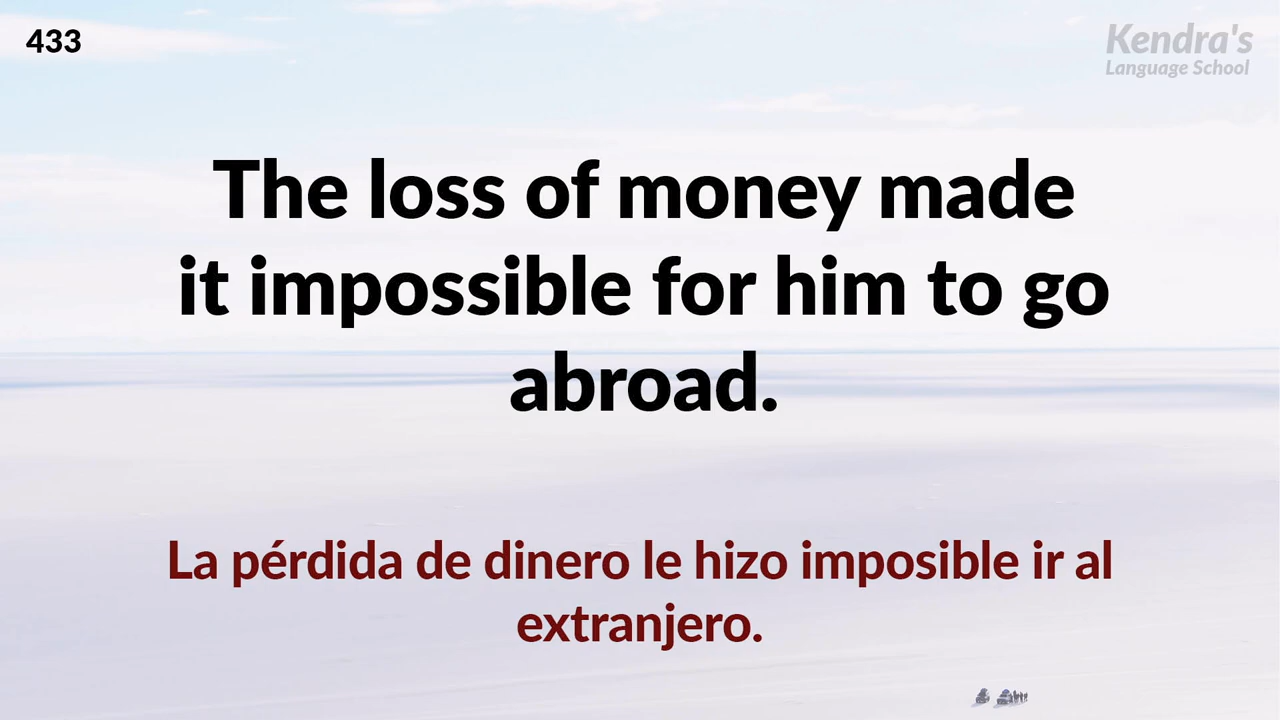 433
Kendra's
Language School
The loss of money made
it impossible for him to go
abroad.
La pérdida de dinero le hizo imposible ir al
extranjero.